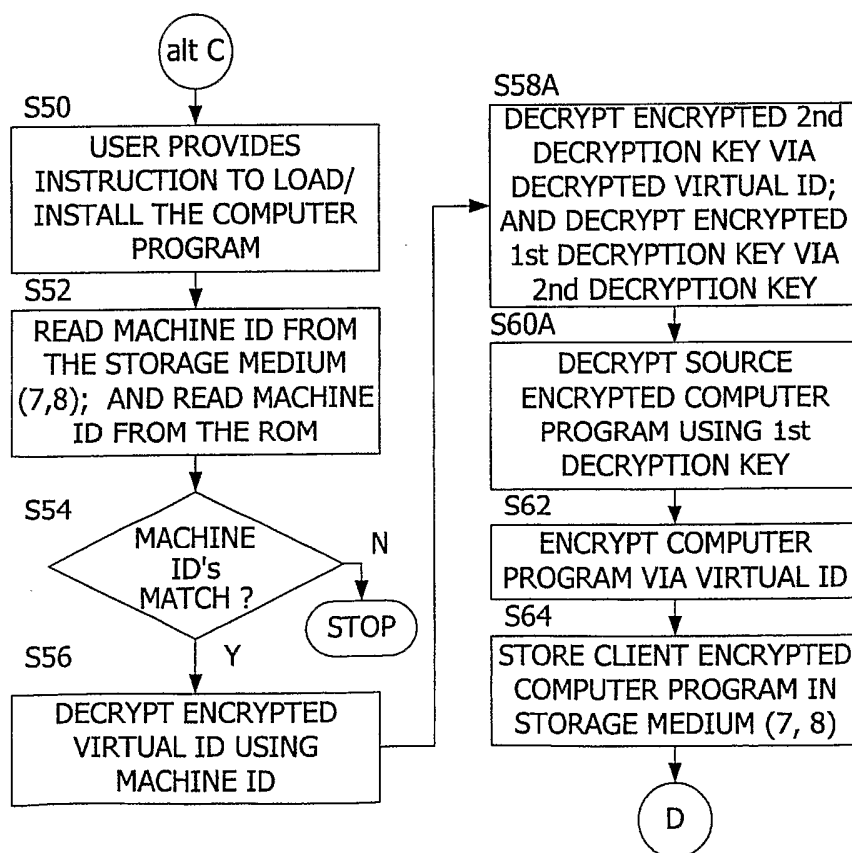 alt C
S50
USER PROVIDES
INSTRUCTION TO LOAD/
INSTALL THE COMPUTER
PROGRAM
S52
READ MACHINE ID FROM
THE STORAGE MEDIUM
(7,8); AND READ MACHINE
ID FROM THE ROM
S54
MACHINE
ID's
MATCH ?
N
STOP
Y
S56
DECRYPT ENCRYPTED
VIRTUAL ID USING
MACHINE ID
S58A
DECRYPT ENCRYPTED 2nd
DECRYPTION KEY VIA
DECRYPTED VIRTUAL ID;
AND DECRYPT ENCRYPTED
1st DECRYPTION KEY VIA
2nd DECRYPTION KEY
S60A
DECRYPT SOURCE
ENCRYPTED COMPUTER
PROGRAM USING 1st
DECRYPTION KEY
S62
ENCRYPT COMPUTER
PROGRAM VIA VIRTUAL ID
S64
STORE CLIENT ENCRYPTED
COMPUTER PROGRAM IN
STORAGE MEDIUM (7, 8)
D